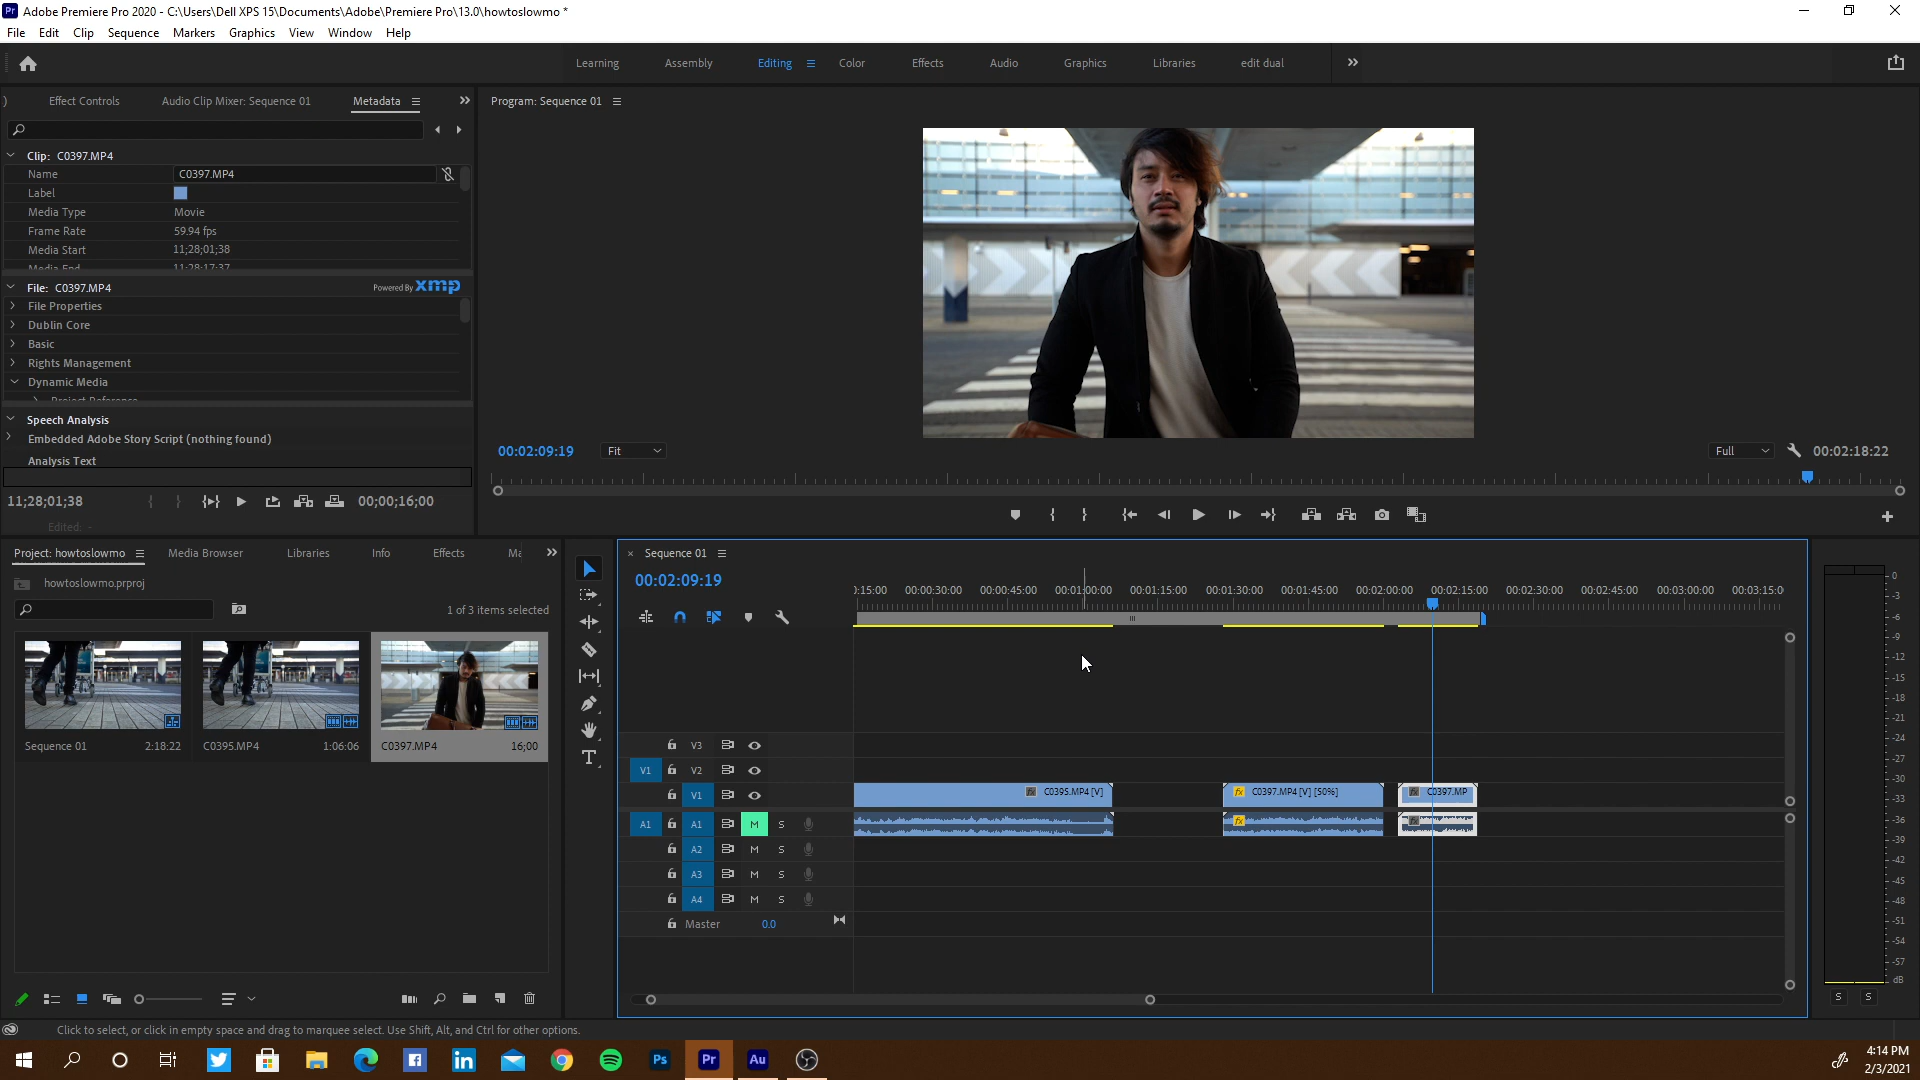 Pr Adobe Premiere Pro 2020 - C:\Users\Dell XPS 15\Documents\Adobe\Premiere Pro\13.0\howtoslowmo *
File Edit Clip Sequence Markers Graphics View Window Help
Learning Assembly Editing Color Effects Audio Graphics Libraries edit dual
Effect Controls Audio Clip Mixer: Sequence 01 Metadata
Program: Sequence 01
Clip: C0397.MP4
Name C0397.MP4
Label
Media Type Movie
Frame Rate 59.94 fps
Media Start 11;28;01;38
Media End 11;28;17;37
File: C0397.MP4 Powered By xmp
File Properties
Dublin Core
Basic
Rights Management
Dynamic Media
Project Reference
Speech Analysis
Embedded Adobe Story Script (nothing found)
Analysis Text
11;28;01;38 00;00;16;00
Edited: -
00:02:09:19 Fit Full 00:02:18:22
Project: howtoslowmo Media Browser Libraries Info Effects Ma
howtoslowmo.prproj
1 of 3 items selected
Sequence 01 2:18:22 C0395.MP4 1:06:06 C0397.MP4 16;00
Sequence 01
00:02:09:19
):15:00 00:00:30:00 00:00:45:00 00:01:00:00 00:01:15:00 00:01:30:00 00:01:45:00 00:02:00:00 00:02:15:00 00:02:30:00 00:02:45:00 00:03:00:00 00:03:15:0
V3
V1 V2
V1 fx C0395.MP4 [V] fx C0397.MP4 [V] [50%] fx C0397.MP
A1 A1 M S fx fx
A2 M S
A3 M S
A4 M S
Master 0.0
0
-3
-6
-9
-12
-15
-18
-21
-24
-27
-30
-33
-36
-39
-42
-45
-48
-51
-54
-57
dB
S S
Click to select, or click in empty space and drag to marquee select. Use Shift, Alt, and Ctrl for other options.
Ps Pr Au
4:14 PM
2/3/2021